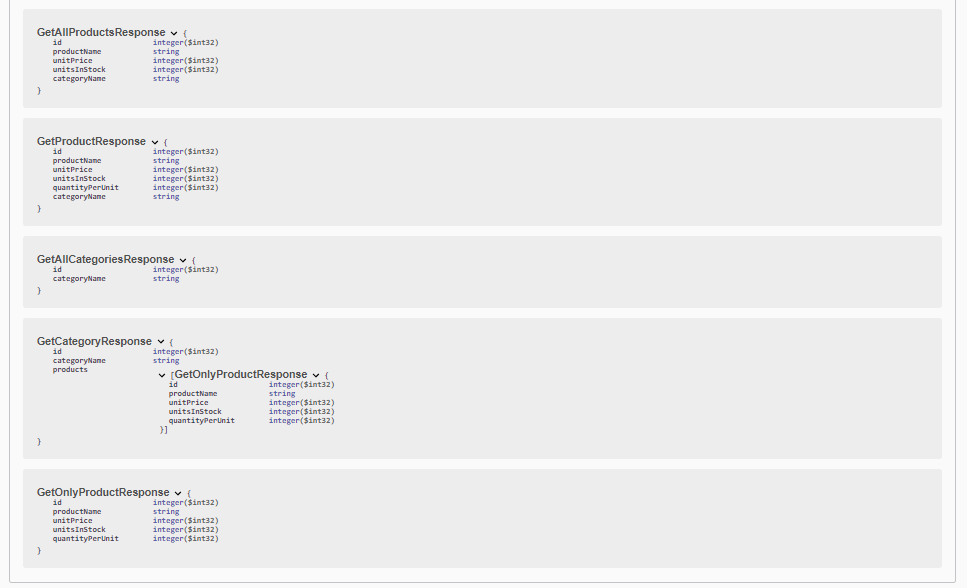 GetAllProductsResponse {
id integer($int32)
productName string
unitPrice integer($int32)
unitsInStock integer($int32)
categoryName string
}
GetProductResponse {
id integer($int32)
productName string
unitPrice integer($int32)
unitsInStock integer($int32)
quantityPerUnit integer($int32)
categoryName string
}
GetAllCategoriesResponse {
id integer($int32)
categoryName string
}
GetCategoryResponse {
id integer($int32)
categoryName string
products
[GetOnlyProductResponse {
id integer($int32)
productName string
unitPrice integer($int32)
unitsInStock integer($int32)
quantityPerUnit integer($int32)
}]
}
GetOnlyProductResponse {
id integer($int32)
productName string
unitPrice integer($int32)
unitsInStock integer($int32)
quantityPerUnit integer($int32)
}